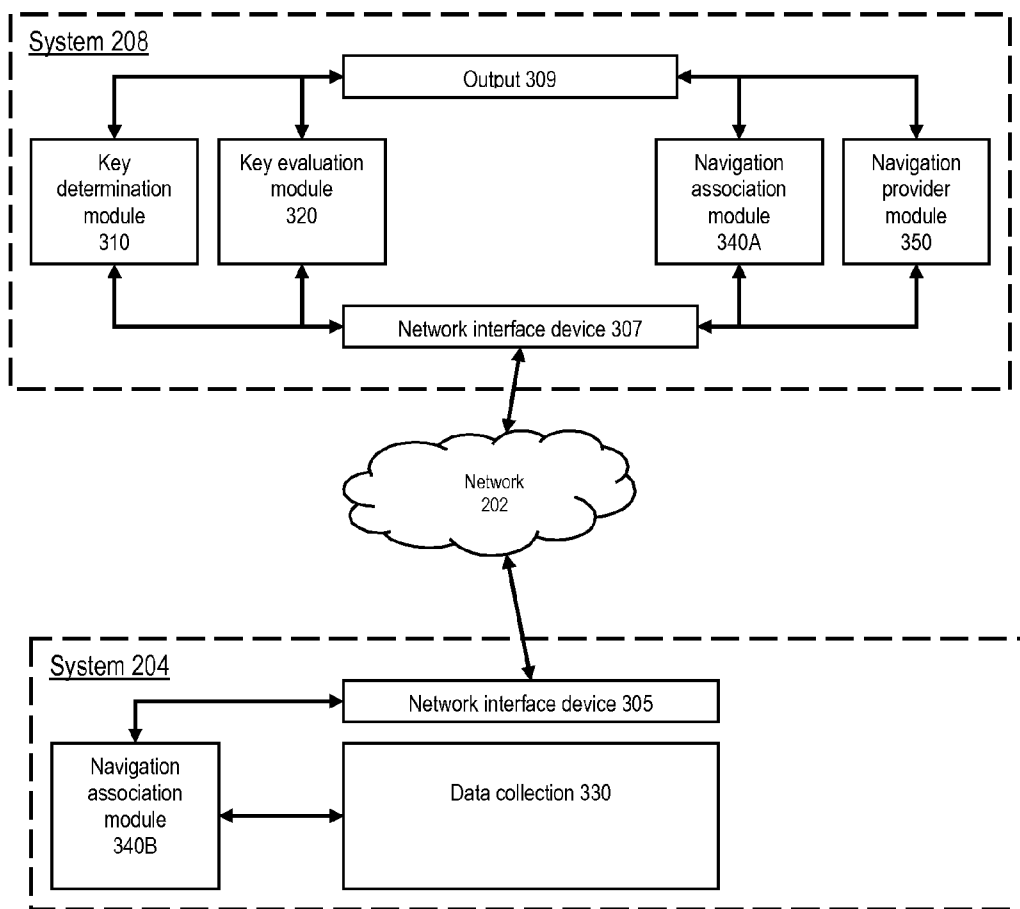 System 208
Output 309
Key
determination
module
310
Key evaluation
module
320
Navigation
association
module
340A
Navigation
provider
module
350
Network interface device 307
Network
202
System 204
Network interface device 305
Navigation
association
module
340B
Data collection 330